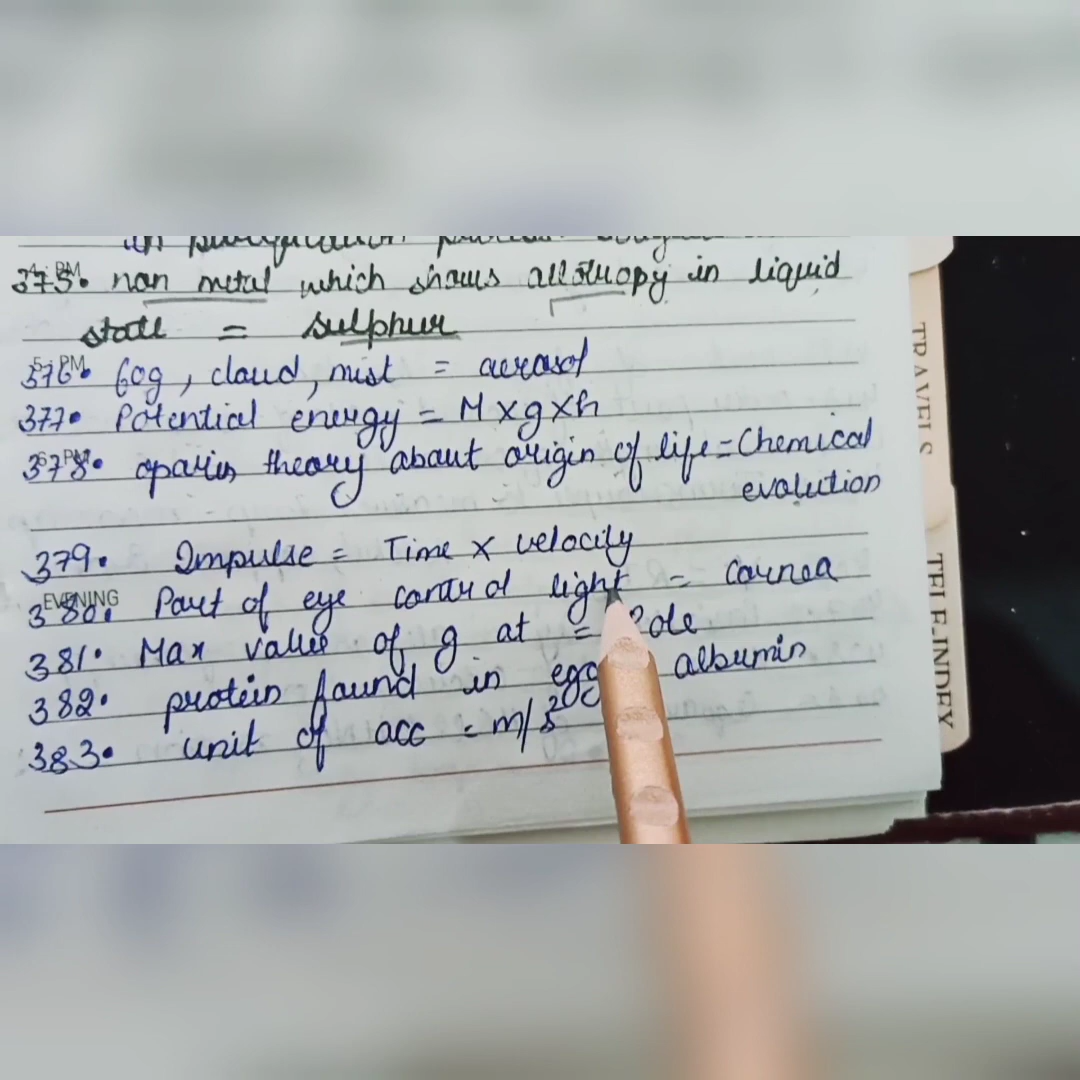 375. non metal which shows allotropy in liquid
state = sulphur
5 PM
376. fog, cloud, mist = aerosol
377. Potential energy = M x g x h
378. oparin theory about origin of life = Chemical
evolution
379. Impulse = Time x velocity
EVENING
380. Part of eye control light = cornea
381. Max value of g at = Pole
382. protein found in egg albumin
383. unit of acc = m/s²
TRAVELS
TELE-INDEX